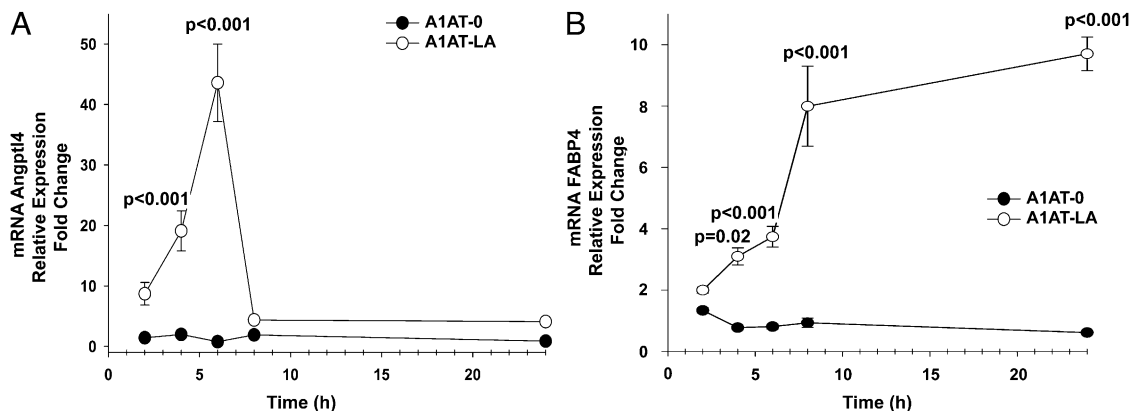 A
p<0.001
A1AT-0
A1AT-LA
50
40
30
20
10
0
p<0.001
mRNA Angptl4
Relative Expression
Fold Change
0
5
10
15
20
Time (h)
B
p<0.001
p<0.001
10
8
6
4
2
0
p<0.001
p=0.02
A1AT-0
A1AT-LA
mRNA FABP4
Relative Expression
Fold Change
0
5
10
15
20
Time (h)